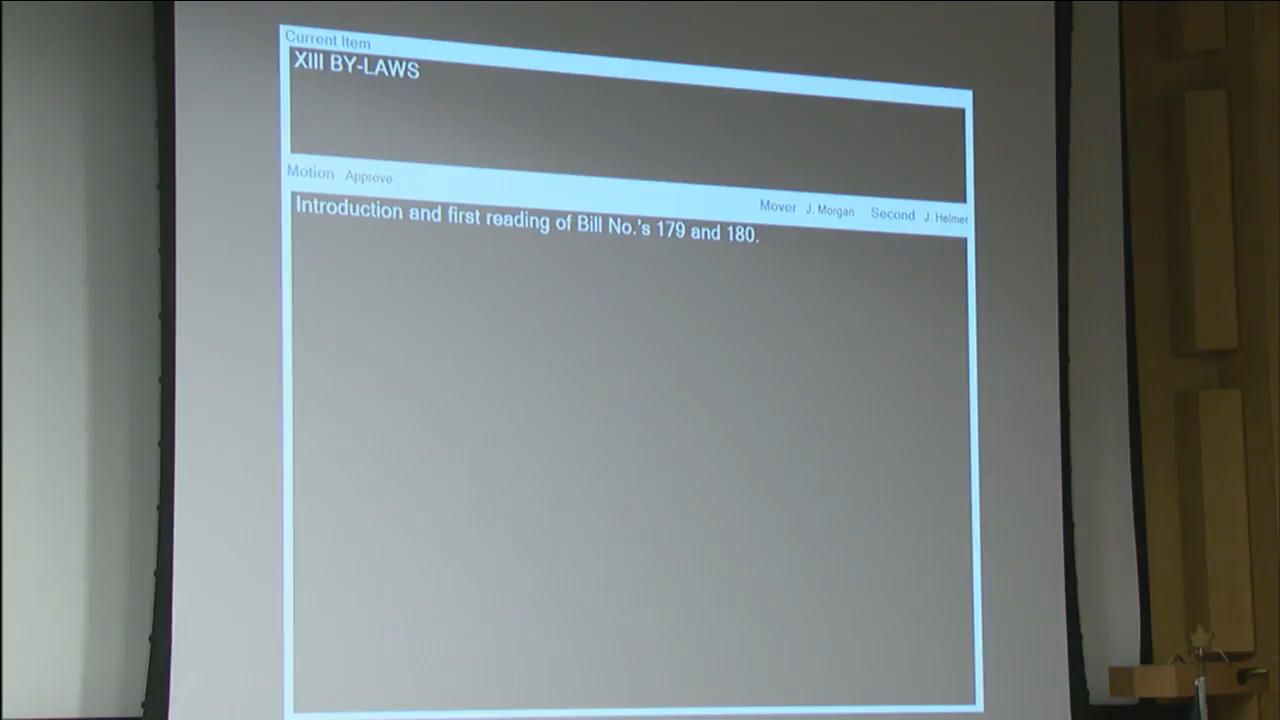 Current Item
XIII BY-LAWS
Motion Approve
Mover J. Morgan Second J. Helmer
Introduction and first reading of Bill No.'s 179 and 180.